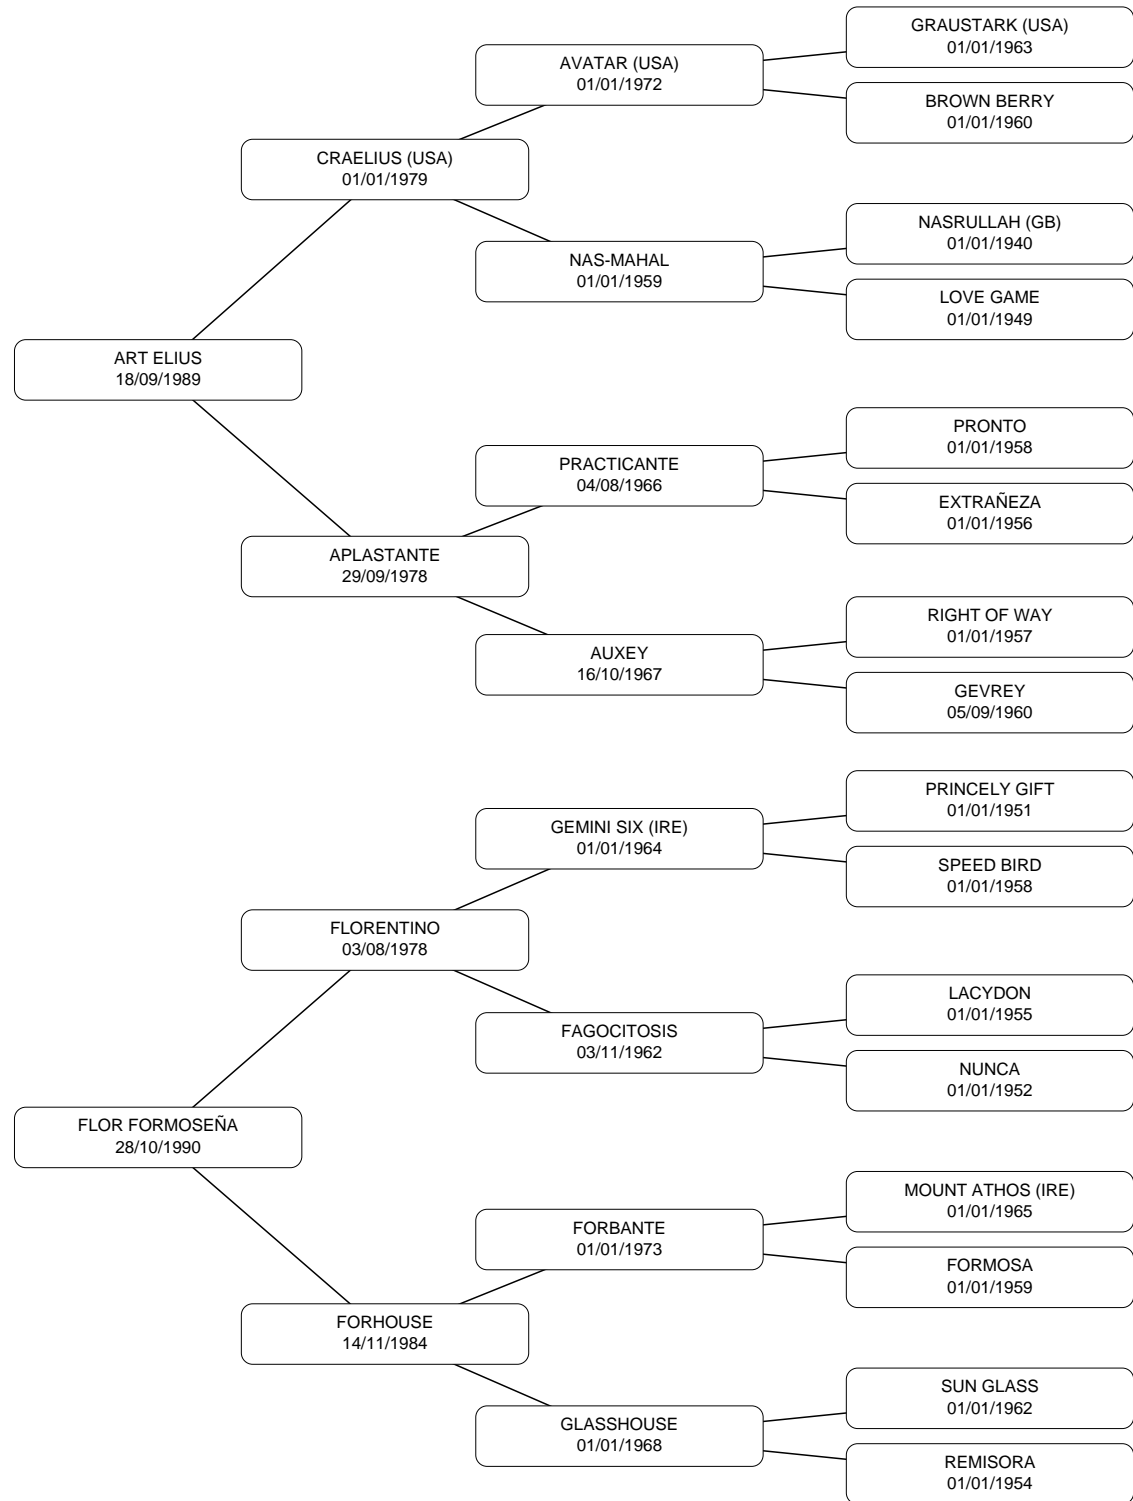 GRAUSTARK (USA)
01/01/1963
AVATAR (USA)
01/01/1972
BROWN BERRY
01/01/1960
CRAELIUS (USA)
01/01/1979
NASRULLAH (GB)
01/01/1940
NAS-MAHAL
01/01/1959
LOVE GAME
01/01/1949
ART ELIUS
18/09/1989
PRONTO
01/01/1958
PRACTICANTE
04/08/1966
EXTRAÑEZA
01/01/1956
APLASTANTE
29/09/1978
RIGHT OF WAY
01/01/1957
AUXEY
16/10/1967
GEVREY
05/09/1960
PRINCELY GIFT
01/01/1951
GEMINI SIX (IRE)
01/01/1964
SPEED BIRD
01/01/1958
FLORENTINO
03/08/1978
LACYDON
01/01/1955
FAGOCITOSIS
03/11/1962
NUNCA
01/01/1952
FLOR FORMOSEÑA
28/10/1990
MOUNT ATHOS (IRE)
01/01/1965
FORBANTE
01/01/1973
FORMOSA
01/01/1959
FORHOUSE
14/11/1984
SUN GLASS
01/01/1962
GLASSHOUSE
01/01/1968
REMISORA
01/01/1954